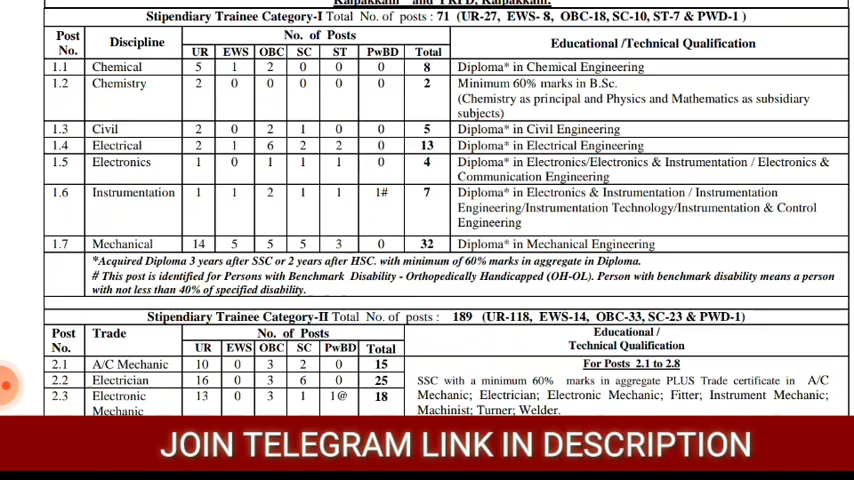 Kalpakkam and FRFD, Kalpakkam.
Stipendiary Trainee Category-I Total No. of posts : 71 (UR-27, EWS- 8, OBC-18, SC-10, ST-7 & PWD-1 )
Post No. Discipline No. of Posts Educational /Technical Qualification
UR EWS OBC SC ST PwBD Total
1.1 Chemical 5 1 2 0 0 0 8 Diploma* in Chemical Engineering
1.2 Chemistry 2 0 0 0 0 0 2 Minimum 60% marks in B.Sc.
(Chemistry as principal and Physics and Mathematics as subsidiary
subjects)
1.3 Civil 2 0 2 1 0 0 5 Diploma* in Civil Engineering
1.4 Electrical 2 1 6 2 2 0 13 Diploma* in Electrical Engineering
1.5 Electronics 1 0 1 1 1 0 4 Diploma* in Electronics/Electronics & Instrumentation / Electronics &
Communication Engineering
1.6 Instrumentation 1 1 2 1 1 1# 7 Diploma* in Electronics & Instrumentation / Instrumentation
Engineering/Instrumentation Technology/Instrumentation & Control
Engineering
1.7 Mechanical 14 5 5 5 3 0 32 Diploma* in Mechanical Engineering
*Acquired Diploma 3 years after SSC or 2 years after HSC. with minimum of 60% marks in aggregate in Diploma.
# This post is identified for Persons with Benchmark Disability - Orthopedically Handicapped (OH-OL). Person with benchmark disability means a person
with not less than 40% of specified disability.
Stipendiary Trainee Category-II Total No. of posts : 189 (UR-118, EWS-14, OBC-33, SC-23 & PWD-1)
Post No. Trade No. of Posts Educational /
Technical Qualification
UR EWS OBC SC PwBD Total
2.1 A/C Mechanic 10 0 3 2 0 15 For Posts 2.1 to 2.8
2.2 Electrician 16 0 3 6 0 25 SSC with a minimum 60% marks in aggregate PLUS Trade certificate in A/C
2.3 Electronic 13 0 3 1 1@ 18 Mechanic; Electrician; Electronic Mechanic; Fitter; Instrument Mechanic;
Mechanic Machinist; Turner; Welder.
JOIN TELEGRAM LINK IN DESCRIPTION